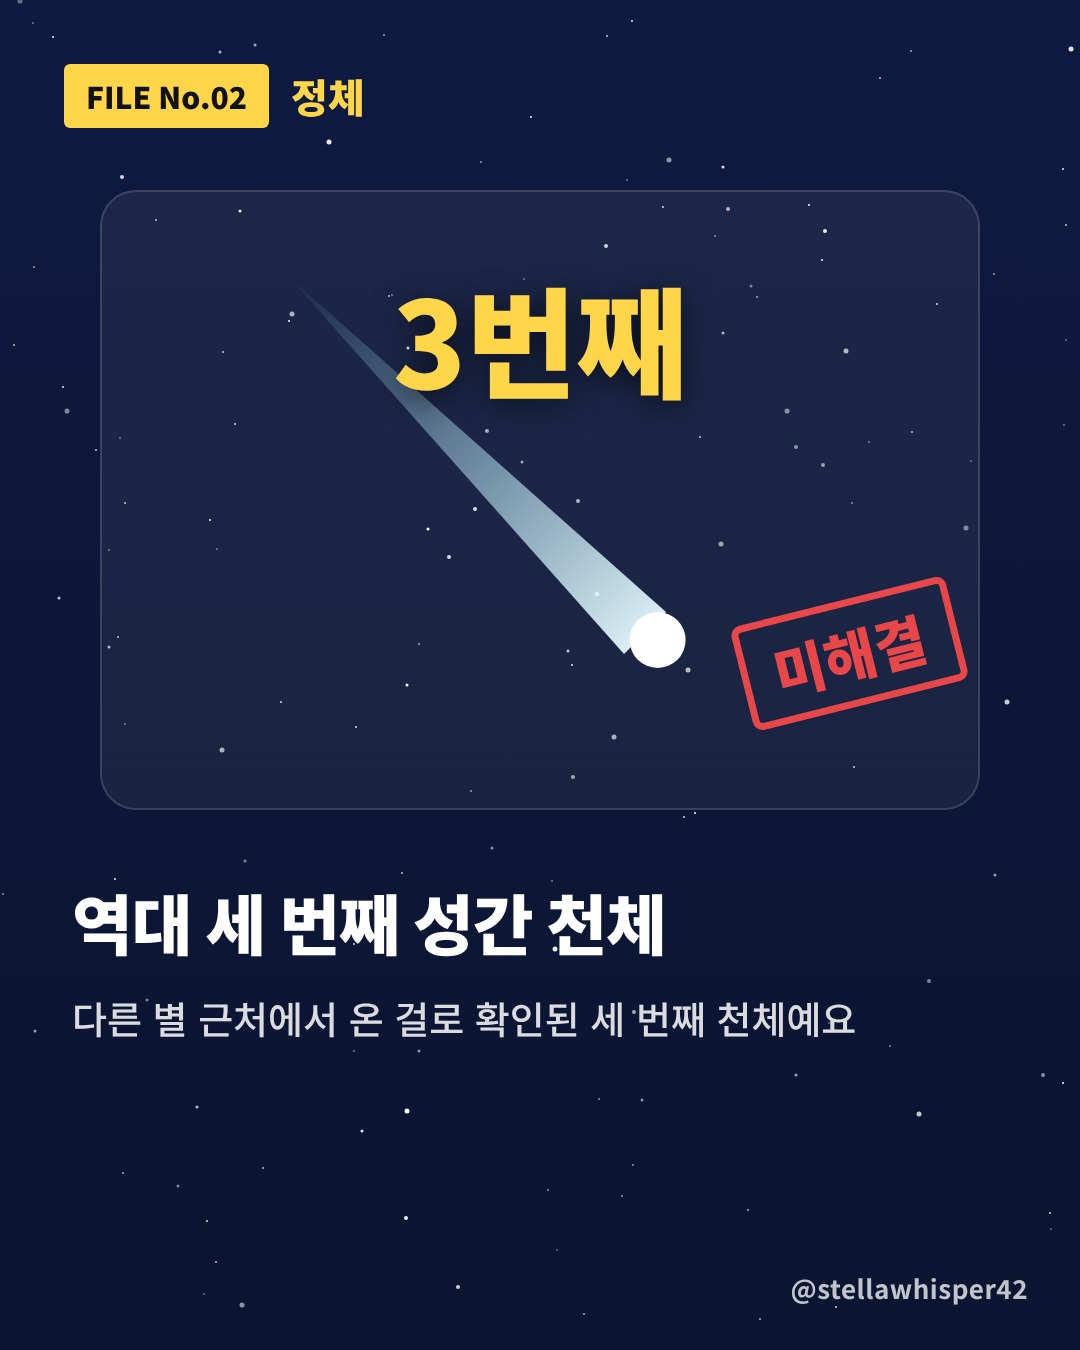 FILE No.02 정체
3번째
미해결
역대 세 번째 성간 천체
다른 별 근처에서 온 걸로 확인된 세 번째 천체예요
@stellawhisper42